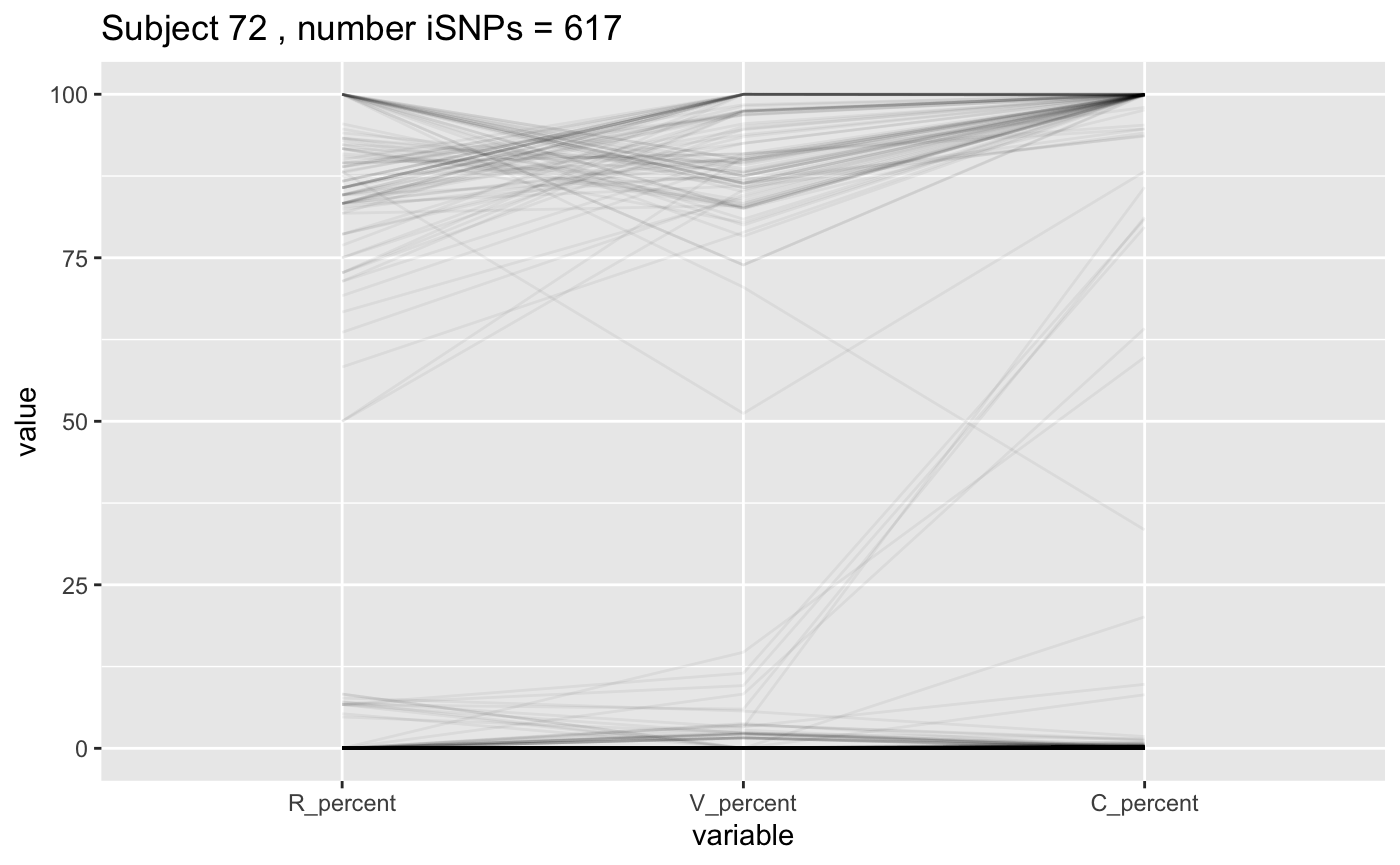 Subject 72 , number iSNPs = 617
100
75
50
25
0
value
R_percent
V_percent
C_percent
variable